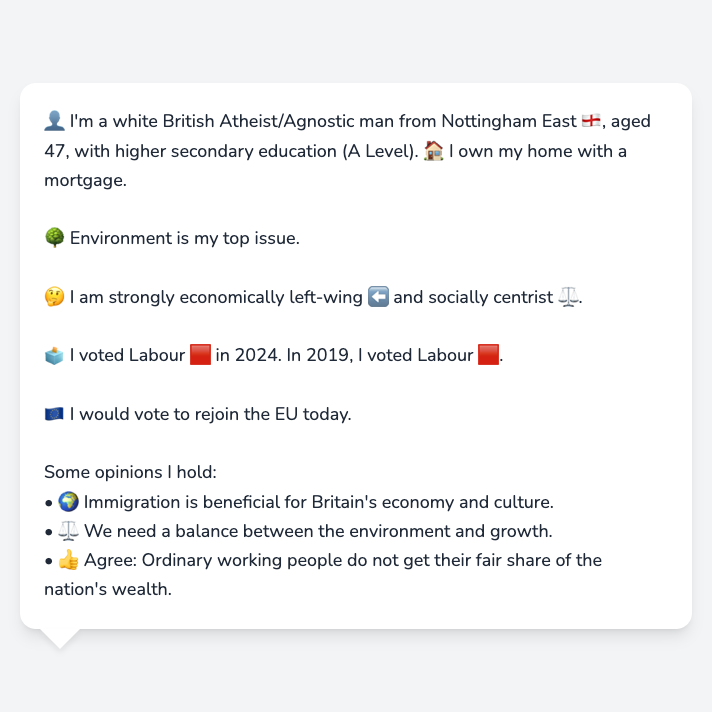 👤 I'm a white British Atheist/Agnostic man from Nottingham East 🏴󠁧󠁢󠁥󠁮󠁧󠁿, aged
47, with higher secondary education (A Level). 🏠 I own my home with a
mortgage.
🌳 Environment is my top issue.
🤔 I am strongly economically left-wing ⬅️ and socially centrist ⚖️.
🗳️ I voted Labour 🟥 in 2024. In 2019, I voted Labour 🟥.
🇪🇺 I would vote to rejoin the EU today.
Some opinions I hold:
• 🌍 Immigration is beneficial for Britain's economy and culture.
• ⚖️ We need a balance between the environment and growth.
• 👍 Agree: Ordinary working people do not get their fair share of the
nation's wealth.